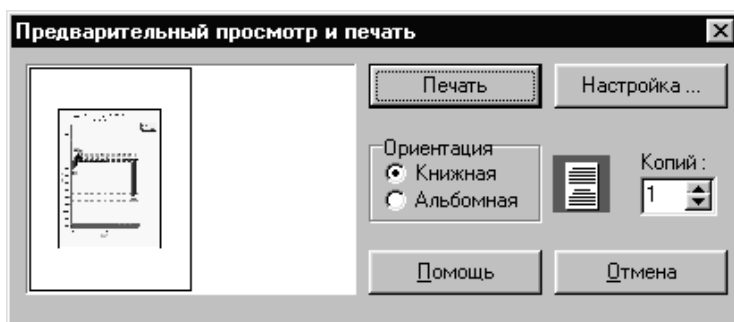 Предварительный просмотр и печать
Печать
Настройка ...
Ориентация
Книжная
Альбомная
Копий :
1
Помощь
Отмена